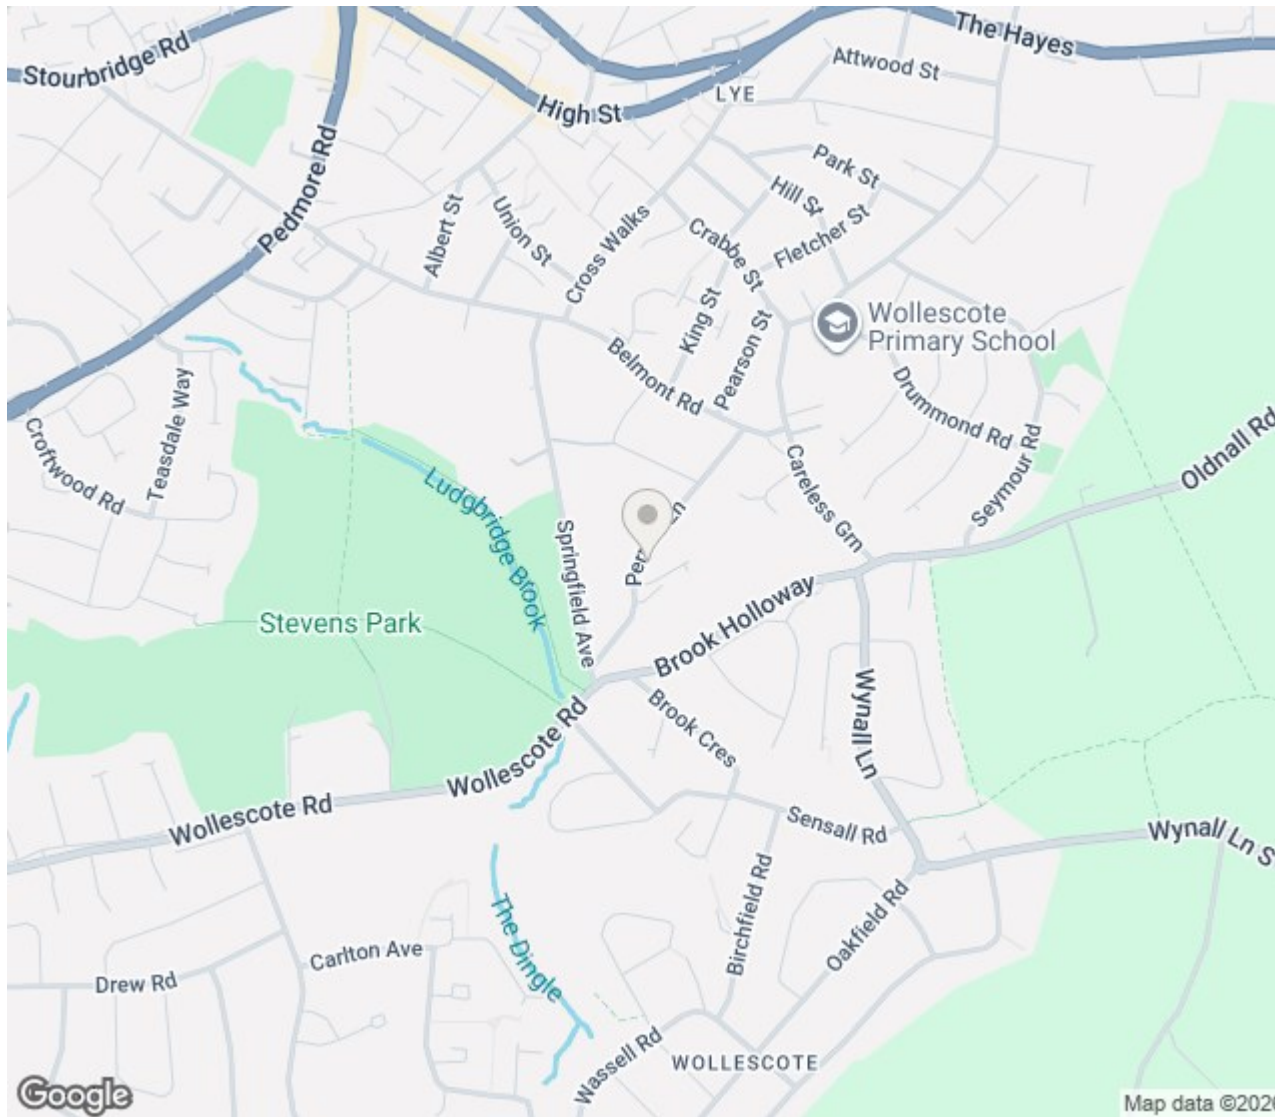 Stourbridge Rd
The Hayes
Attwood St
LYE
High St
Pedmore Rd
Park St
Hill St
Albert St
Union St
Cross Walks
Crabbe St
Fletcher St
King St
Pearson St
Wollescote
Primary School
Belmont Rd
Teasdale Way
Croftwood Rd
Drummond Rd
Seymour Rd
Oldnall Rd
Careless Grn
Ludgbridge Brook
Springfield Ave
Stevens Park
Brook Holloway
Wynall Ln
Brook Cres
Wollescote Rd
Wollescote Rd
Sensall Rd
Wynall Ln S
Birchfield Rd
Oakfield Rd
The Dingle
Carlton Ave
Drew Rd
Wassell Rd
WOLLESCOTE
Google
Map data ©2026